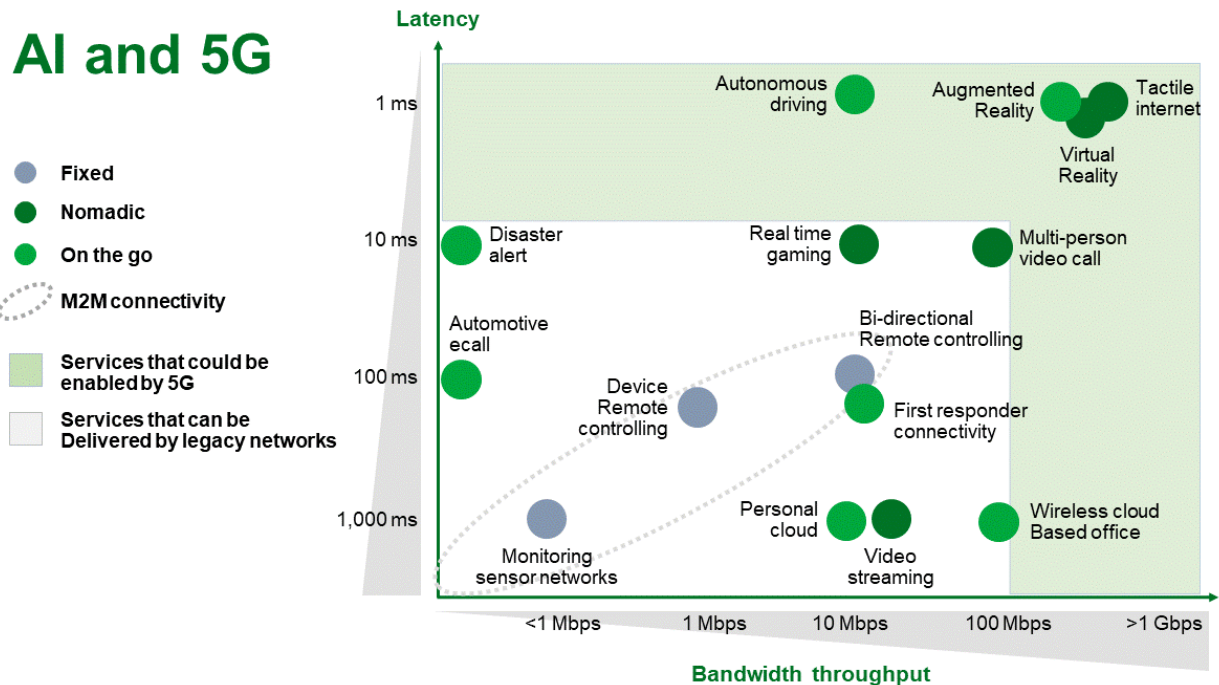 AI and 5G
Fixed
Nomadic
On the go
M2M connectivity
Services that could be
enabled by 5G
Services that can be
Delivered by legacy networks
Latency
1 ms
10 ms
100 ms
1,000 ms
Autonomous
driving
Augmented
Reality
Tactile
internet
Virtual
Reality
Disaster
alert
Real time
gaming
Multi-person
video call
Automotive
ecall
Bi-directional
Remote controlling
Device
Remote
controlling
First responder
connectivity
Monitoring
sensor networks
Personal
cloud
Video
streaming
Wireless cloud
Based office
<1 Mbps
1 Mbps
10 Mbps
100 Mbps
>1 Gbps
Bandwidth throughput